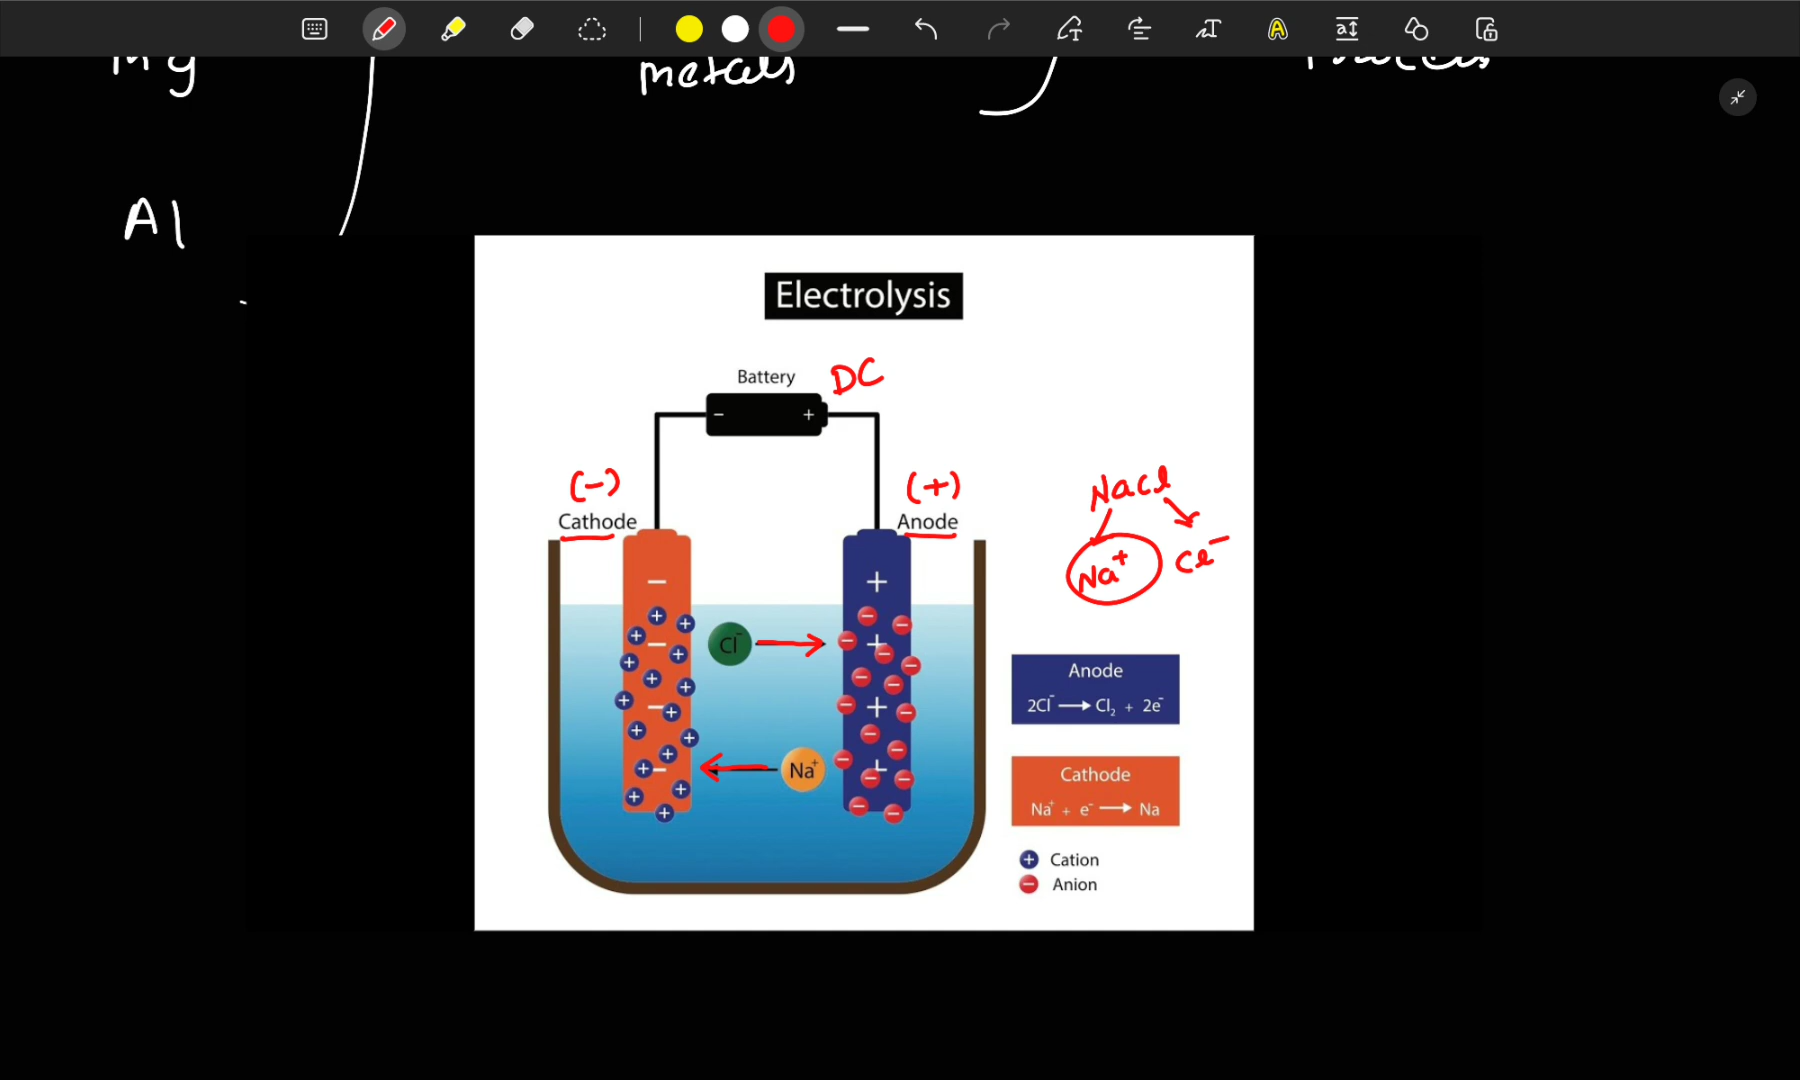 metals
Al
Electrolysis
Battery
DC
- +
(-)
(+)
Cathode
Anode
NaCl
Na⁺ Cl⁻
Cl⁻
Na⁺
Anode
2Cl⁻ → Cl₂ + 2e⁻
Cathode
Na⁺ + e⁻ → Na
+ Cation
- Anion